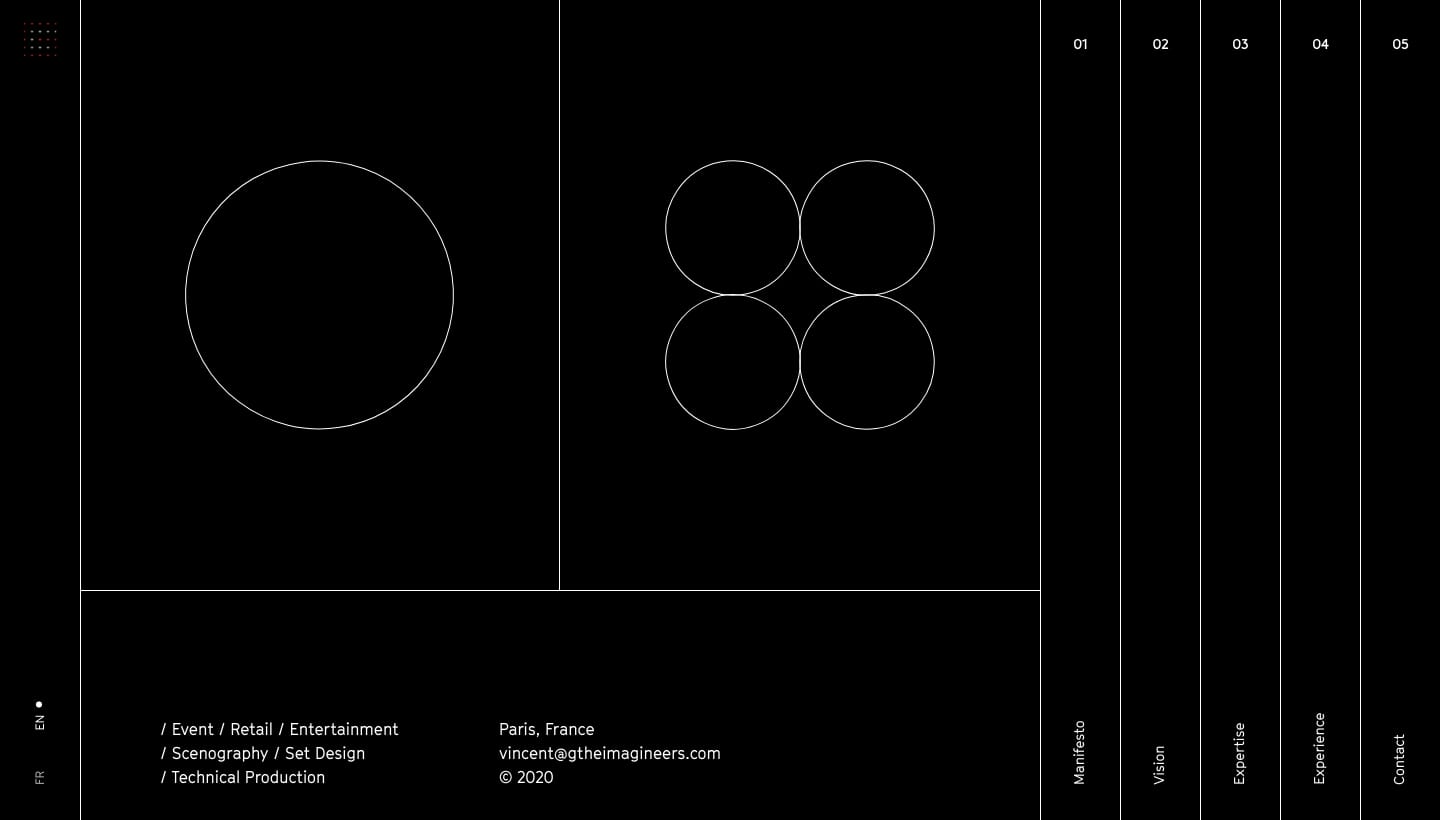 01
02
03
04
05
EN
FR
/ Event / Retail / Entertainment
/ Scenography / Set Design
/ Technical Production
Paris, France
vincent@gtheimagineers.com
© 2020
Manifesto
Vision
Expertise
Experience
Contact